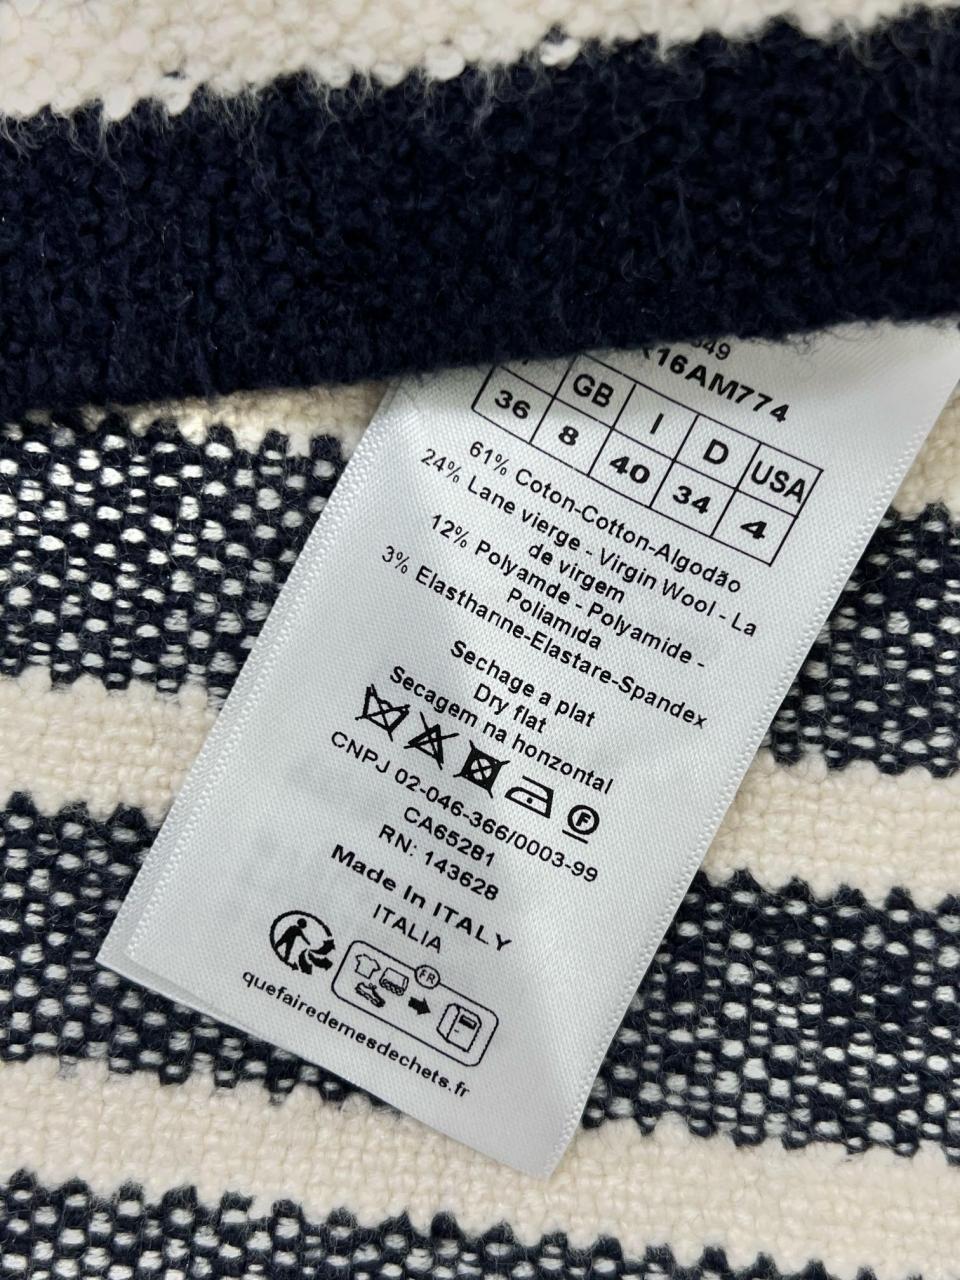 16AM774
GB I D USA
36 8 40 34 4
61% Coton-Cotton-Algodão
24% Lane vierge - Virgin Wool - La
de virgem
12% Polyamde - Polyamide -
Poliamida
3% Elasthanne-Elastare-Spandex
Sechage a plat
Dry flat
Secagem na honzontal
F
CNPJ 02-046-366/0003-99
CA65281
RN: 143628
Made In ITALY
ITALIA
FR
quefairedemesdechets.fr